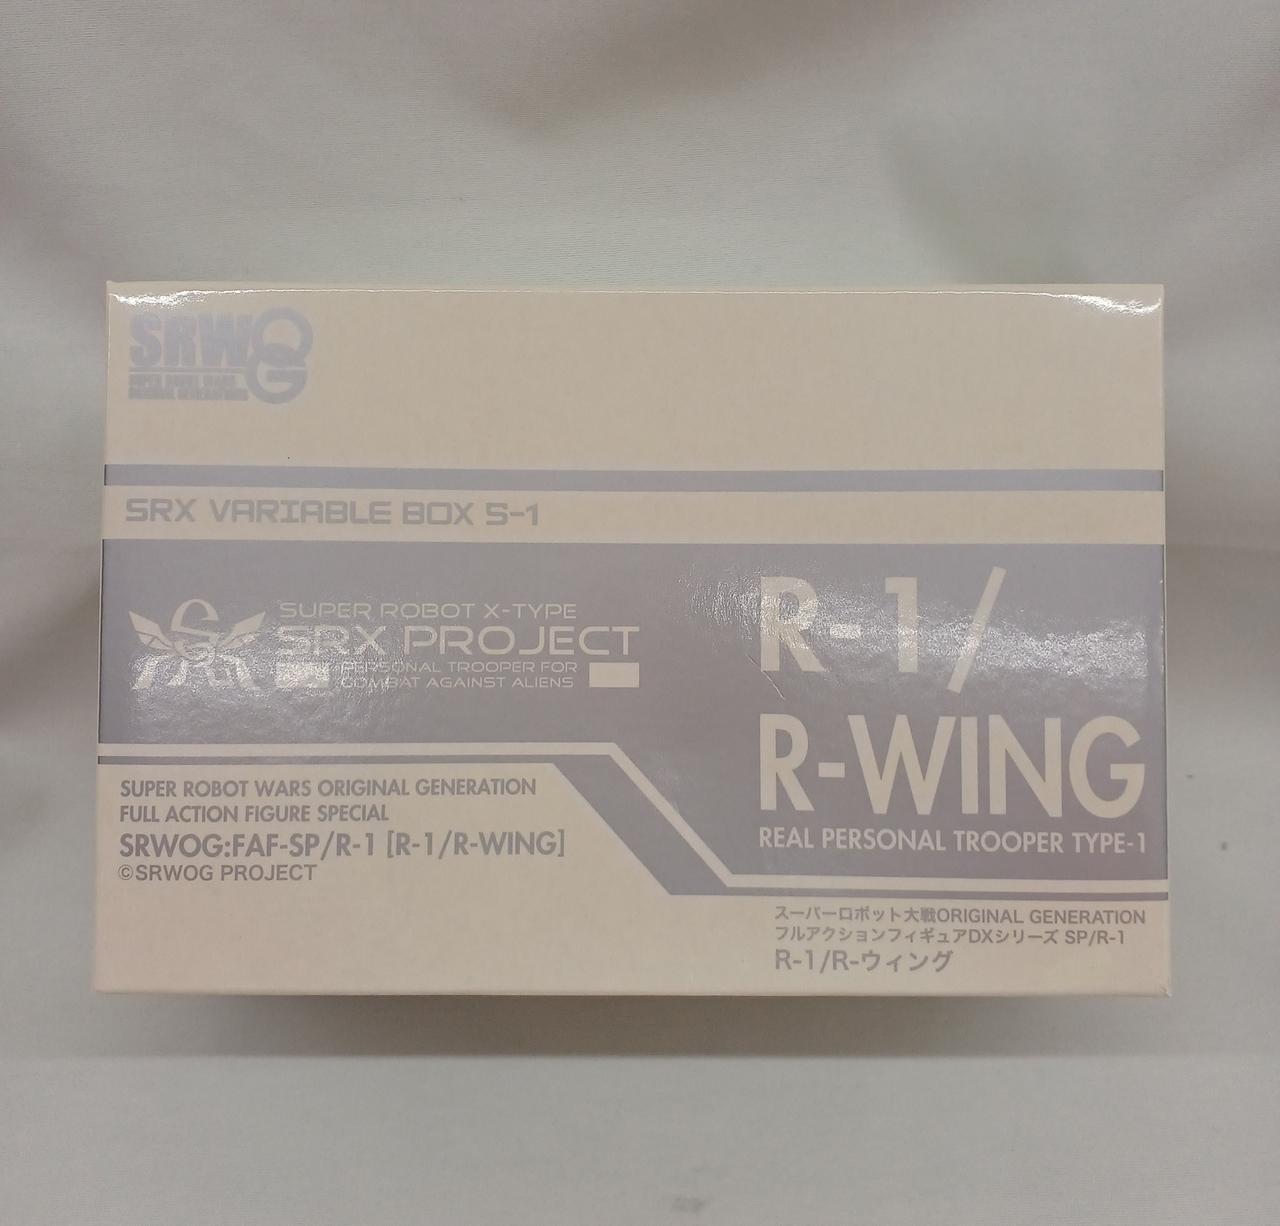 SRWOG
SUPER ROBOT WARS
ORIGINAL GENERATIONS
SRX VARIABLE BOX S-1
SUPER ROBOT X-TYPE
SRX PROJECT
PERSONAL TROOPER FOR
COMBAT AGAINST ALIENS
R-1/
R-WING
REAL PERSONAL TROOPER TYPE-1
SUPER ROBOT WARS ORIGINAL GENERATION
FULL ACTION FIGURE SPECIAL
SRWOG:FAF-SP/R-1 [R-1/R-WING]
©SRWOG PROJECT
スーパーロボット大戦ORIGINAL GENERATION
フルアクションフィギュアDXシリーズ SP/R-1
R-1/R-ウィング